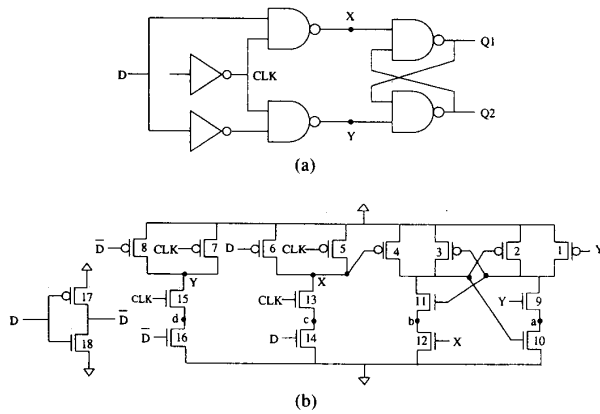 X
Q1
D
CLK
Q2
Y
(a)
D̅ 8 CLK 7 D 6 CLK 5 4 3 2 1 Y
17 Y X
CLK 15 CLK 13 11 Y 9
D D̅ d c b a
18 D̅ 16 D 14 12 X 10
(b)